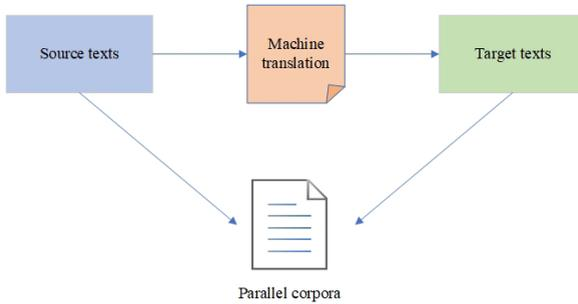 Source texts
Machine
translation
Target texts
Parallel corpora